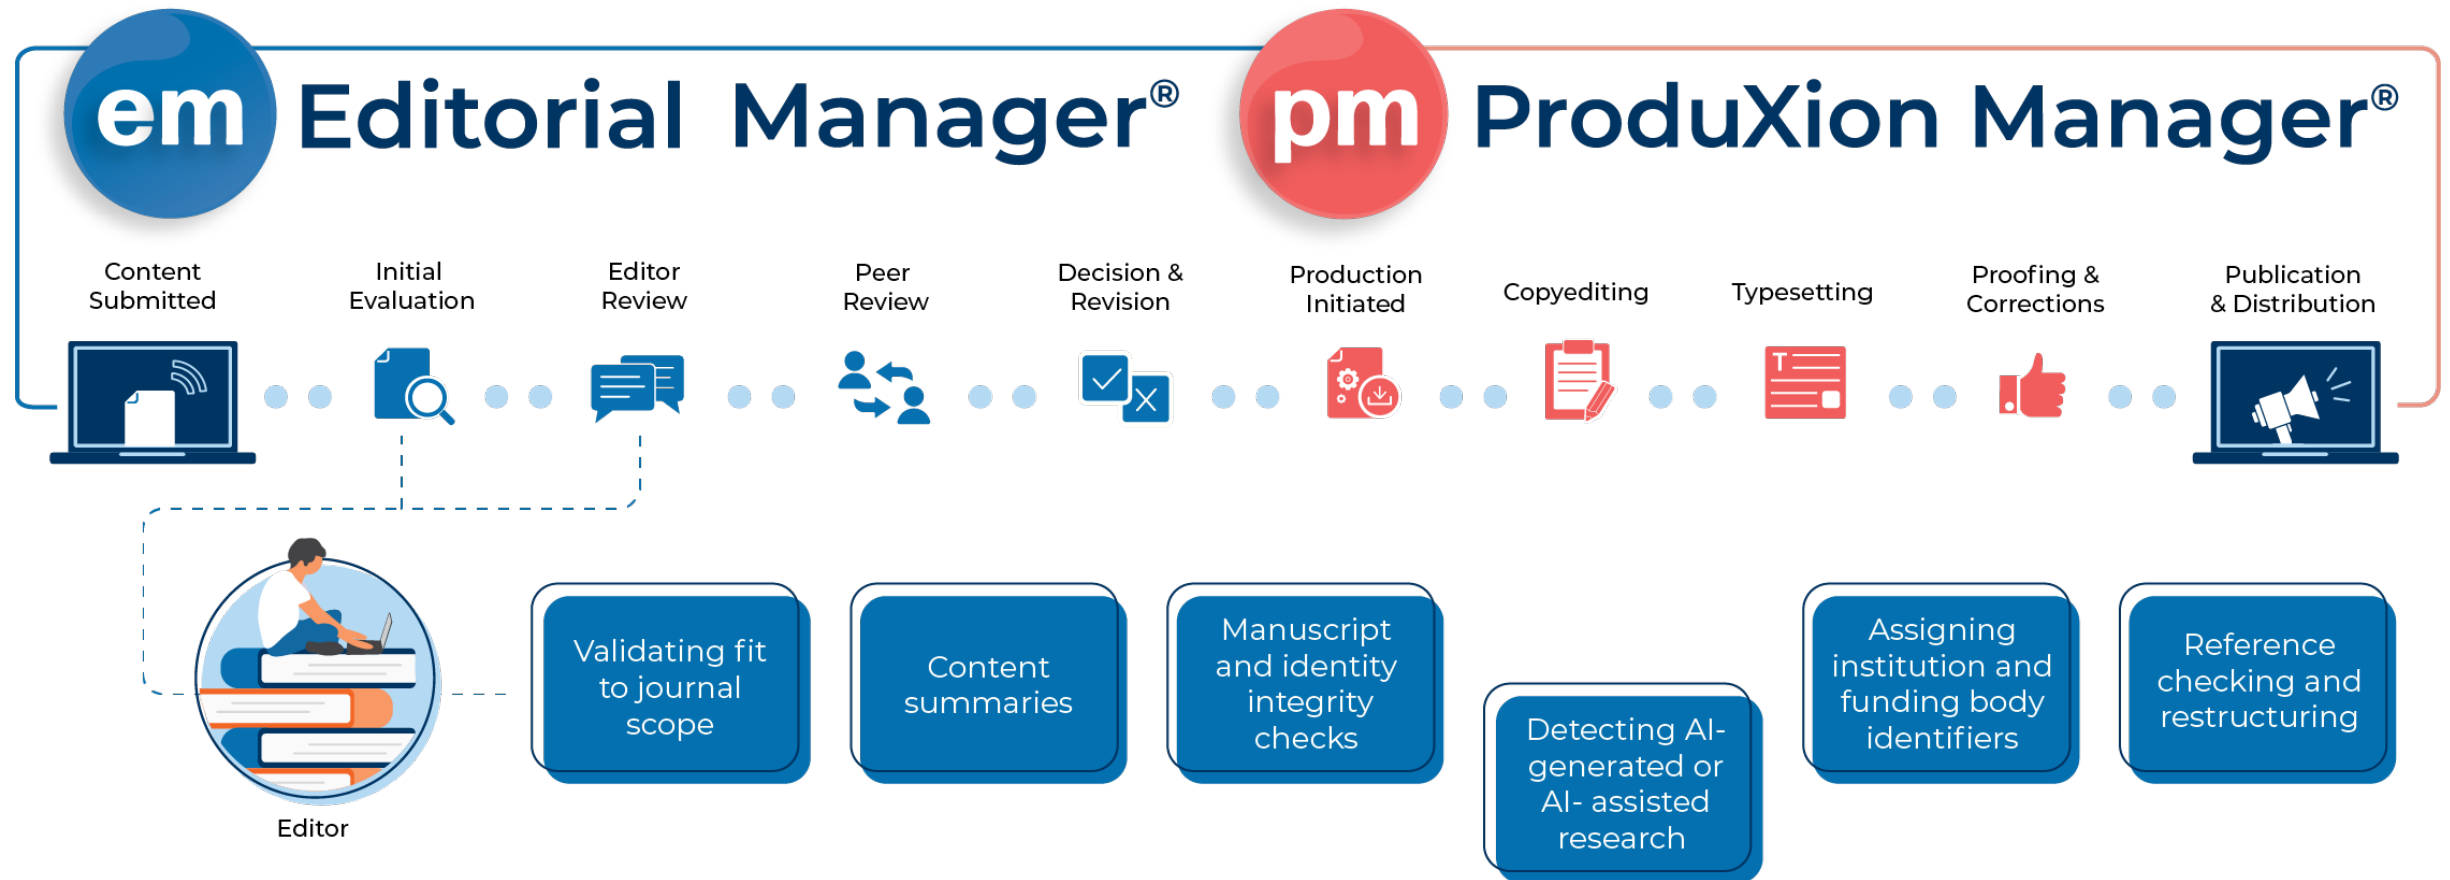 em Editorial Manager®
pm ProduXion Manager®
Content
Submitted
Initial
Evaluation
Editor
Review
Peer
Review
Decision &
Revision
Production
Initiated
Copyediting
Typesetting
Proofing &
Corrections
Publication
& Distribution
T
Editor
Validating fit
to journal
scope
Content
summaries
Manuscript
and identity
integrity
checks
Detecting AI-
generated or
AI- assisted
research
Assigning
institution and
funding body
identifiers
Reference
checking and
restructuring